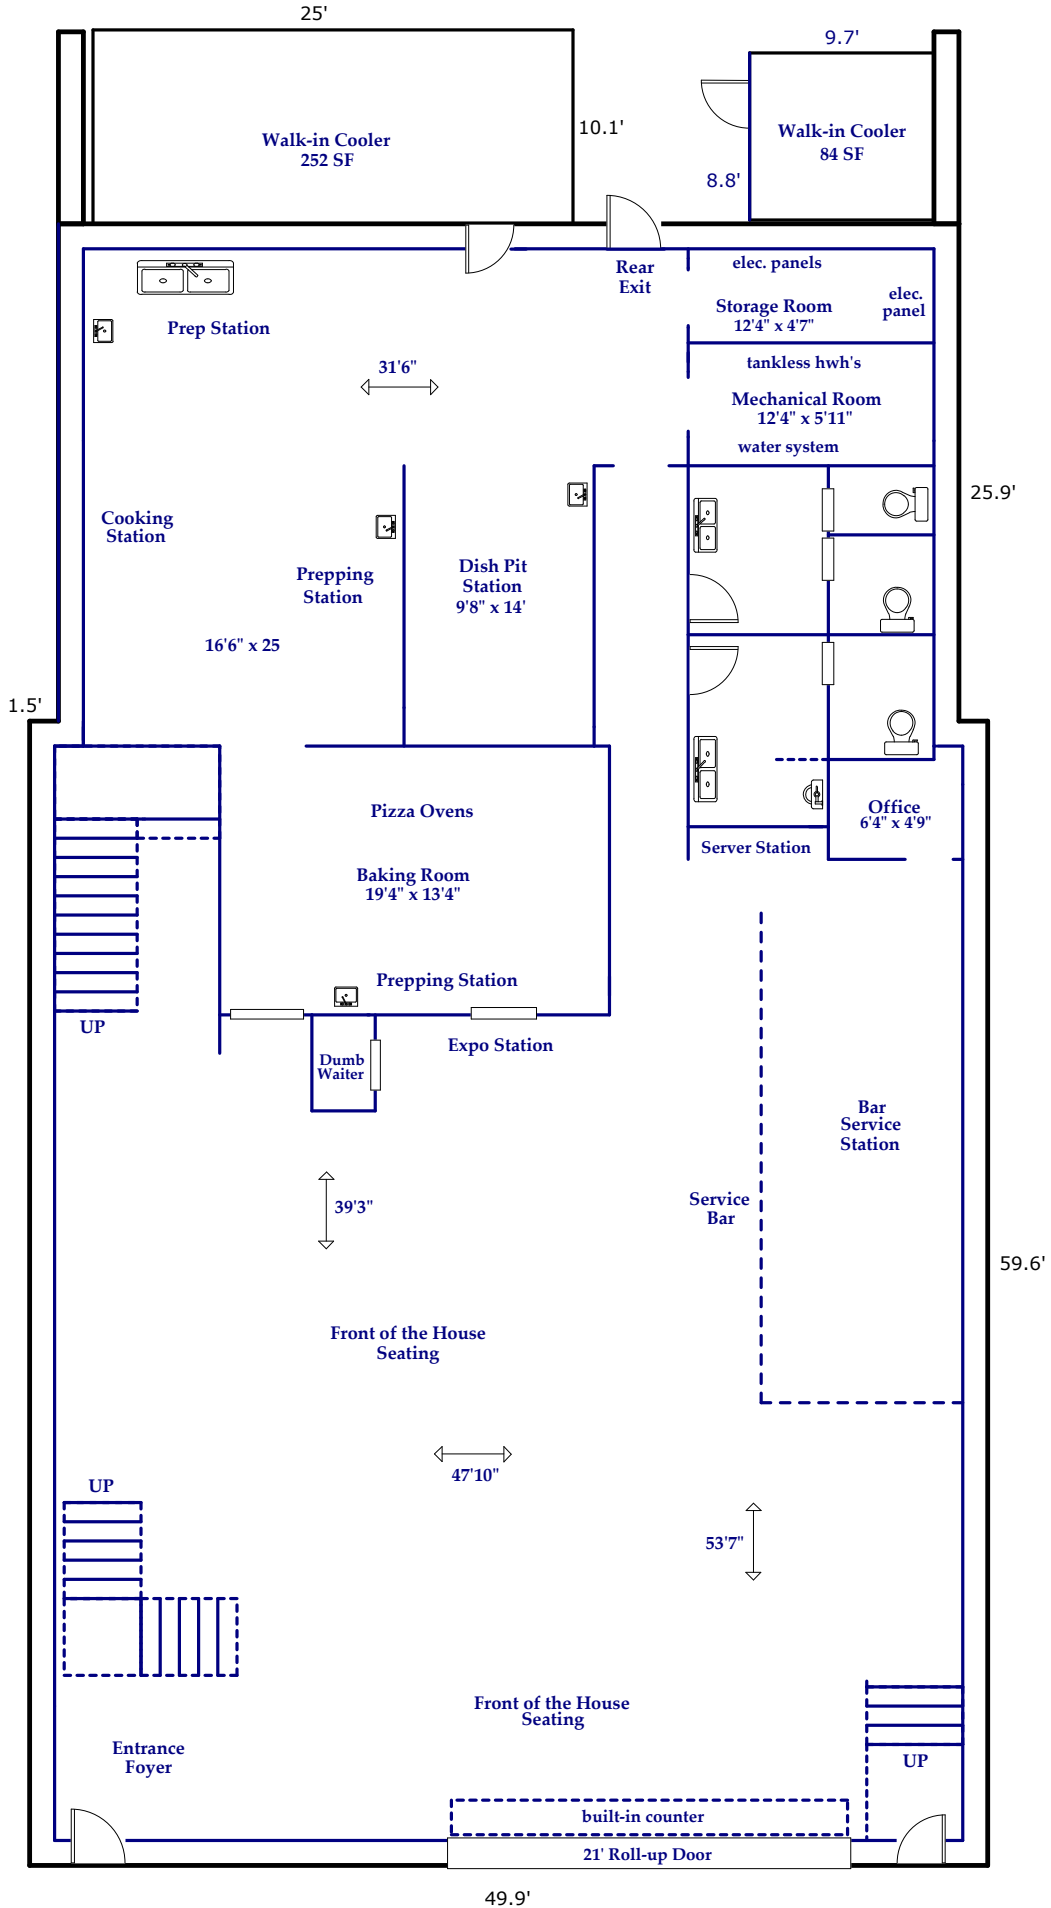 25'
9.7'
Walk-in Cooler
252 SF
10.1'
Walk-in Cooler
84 SF
8.8'
Rear
Exit
elec. panels
elec.
panel
Storage Room
12'4" x 4'7"
Prep Station
31'6"
tankless hwh's
Mechanical Room
12'4" x 5'11"
water system
25.9'
Cooking
Station
Prepping
Station
Dish Pit
Station
9'8" x 14'
16'6" x 25
1.5'
Pizza Ovens
Office
6'4" x 4'9"
Server Station
Baking Room
19'4" x 13'4"
Prepping Station
UP
Expo Station
Dumb
Waiter
Bar
Service
Station
39'3"
Service
Bar
59.6'
Front of the House
Seating
47'10"
UP
53'7"
Front of the House
Seating
Entrance
Foyer
UP
built-in counter
21' Roll-up Door
49.9'